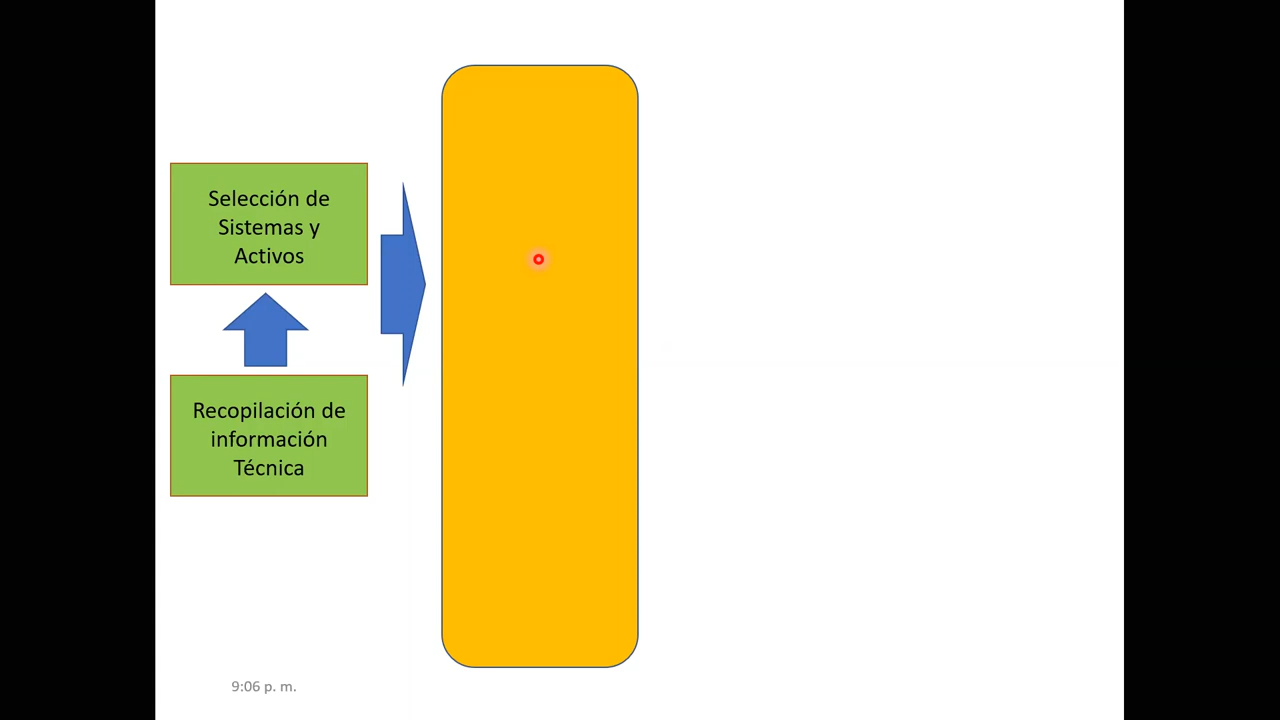 Selección de
Sistemas y
Activos
Recopilación de
información
Técnica
9:06 p. m.